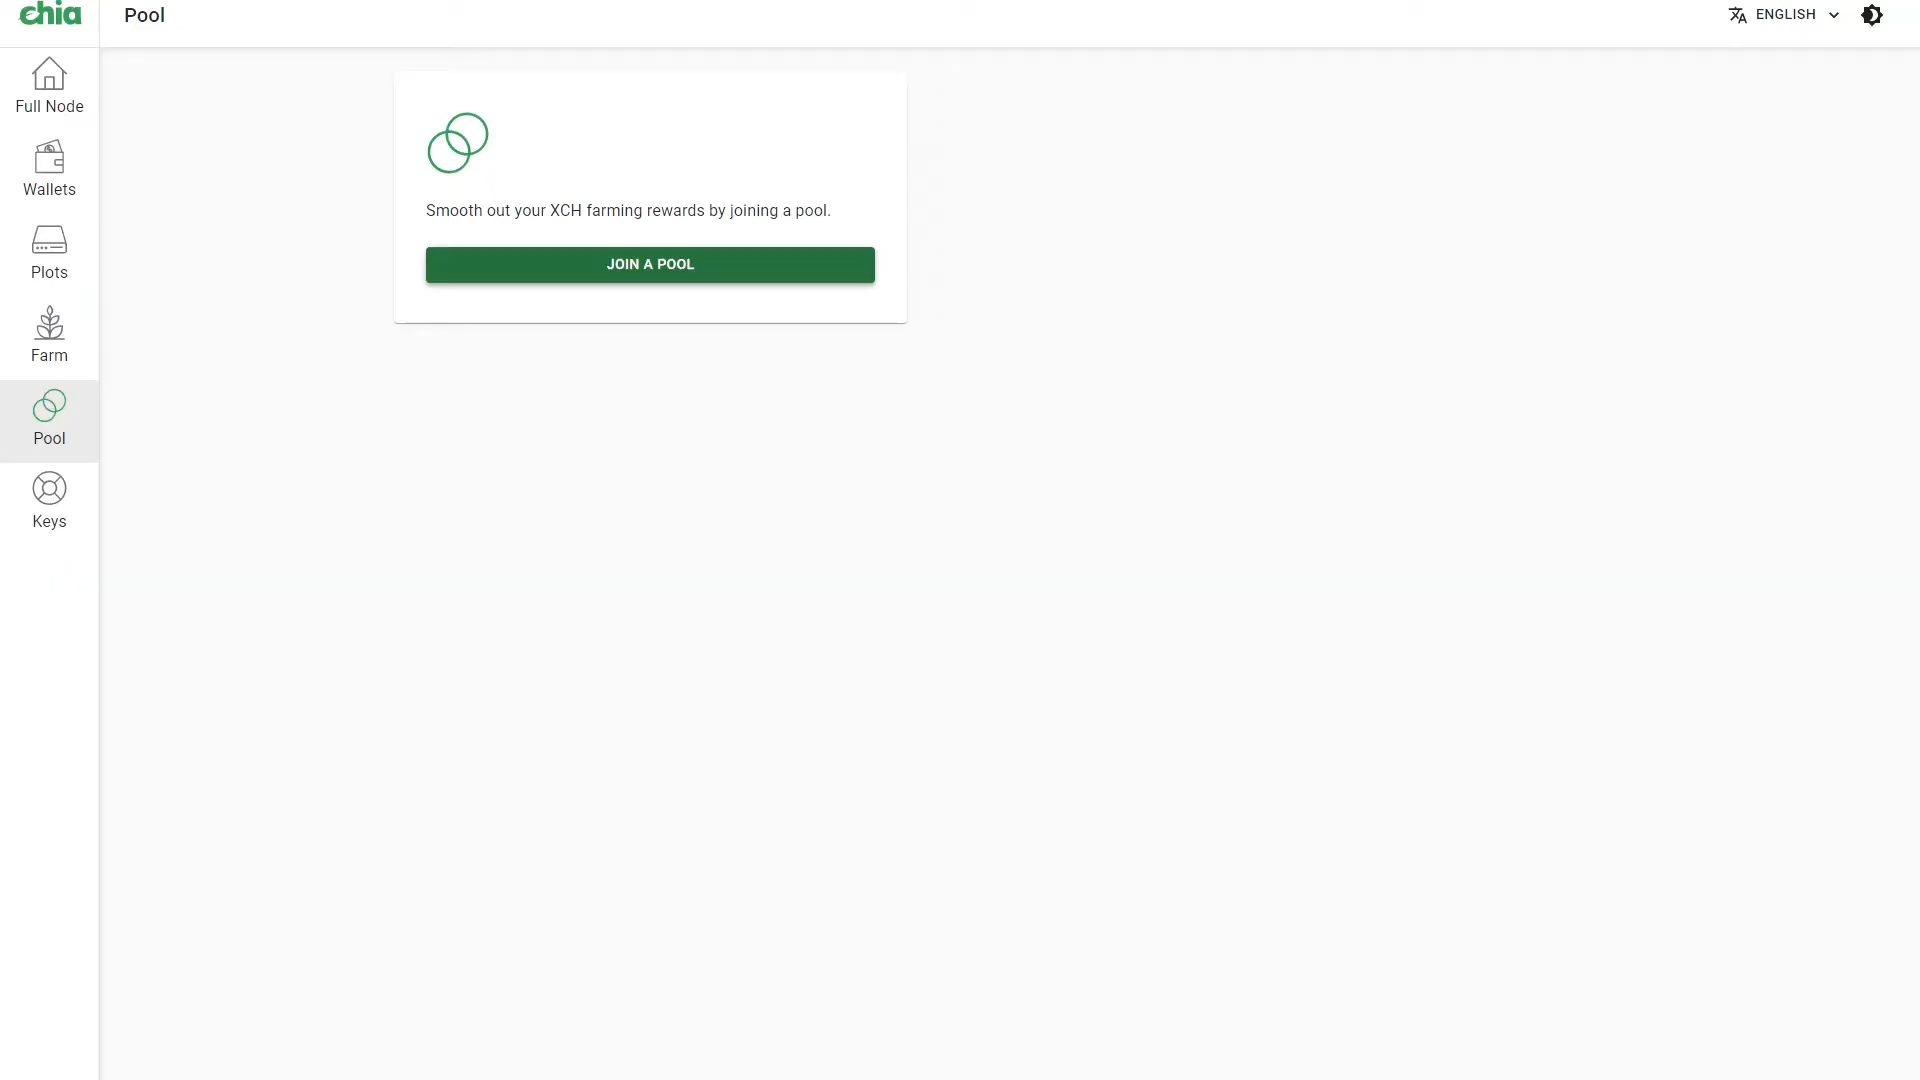 chia
Pool
ENGLISH
Full Node
Wallets
Plots
Farm
Pool
Keys
Smooth out your XCH farming rewards by joining a pool.
JOIN A POOL